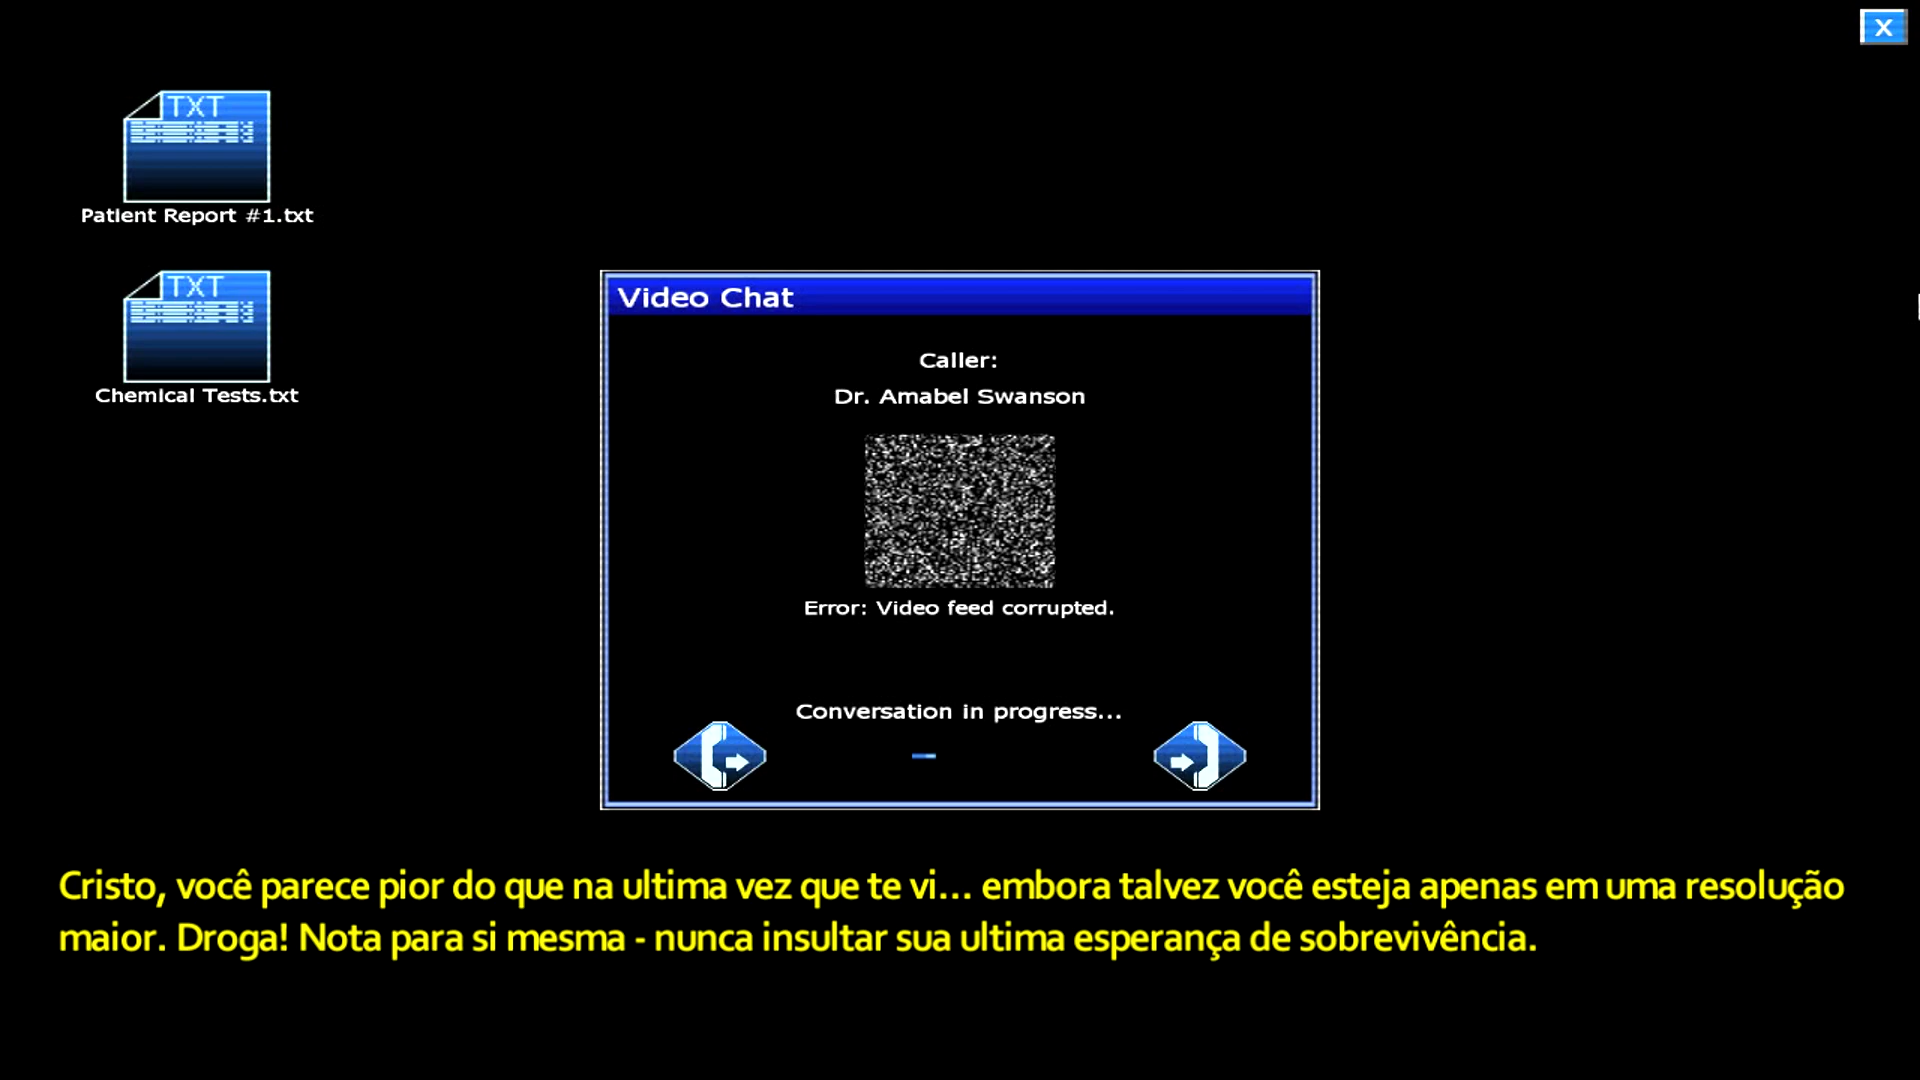 X
TXT
Patient Report #1.txt
TXT
Chemical Tests.txt
Video Chat
Caller:
Dr. Amabel Swanson
Error: Video feed corrupted.
Conversation in progress...
Cristo, você parece pior do que na ultima vez que te vi... embora talvez você esteja apenas em uma resolução
maior. Droga! Nota para si mesma - nunca insultar sua ultima esperança de sobrevivência.